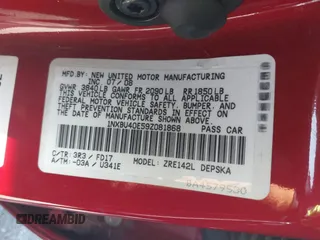 MFD. BY: NEW UNITED MOTOR MANUFACTURING
INC 07/08
GVWR 3840LB GAWR FR 2090LB RR 1850LB
THIS VEHICLE CONFORMS TO ALL APPLICABLE
FEDERAL MOTOR VEHICLE SAFETY, BUMPER, AND
THEFT PREVENTION STANDARDS IN EFFECT ON
THE DATE OF MANUFACTURE SHOWN ABOVE.
1NXBU40E59Z081868 PASS CAR
C/TR: 3R3 / FD17
A/TM: -03A / U341E
MODEL: ZRE142L DEPSKA
DREAMBID